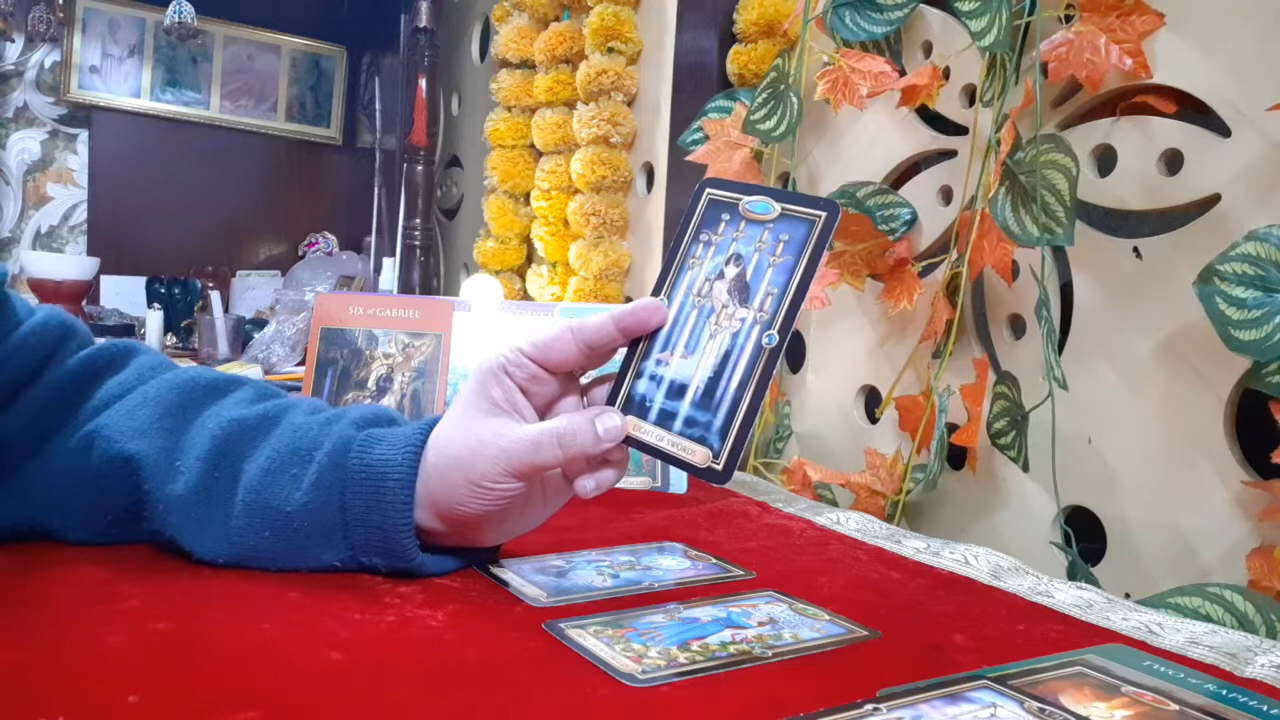 SIX of GABRIEL
EIGHT OF SWORDS
TWO of RAPHAEL